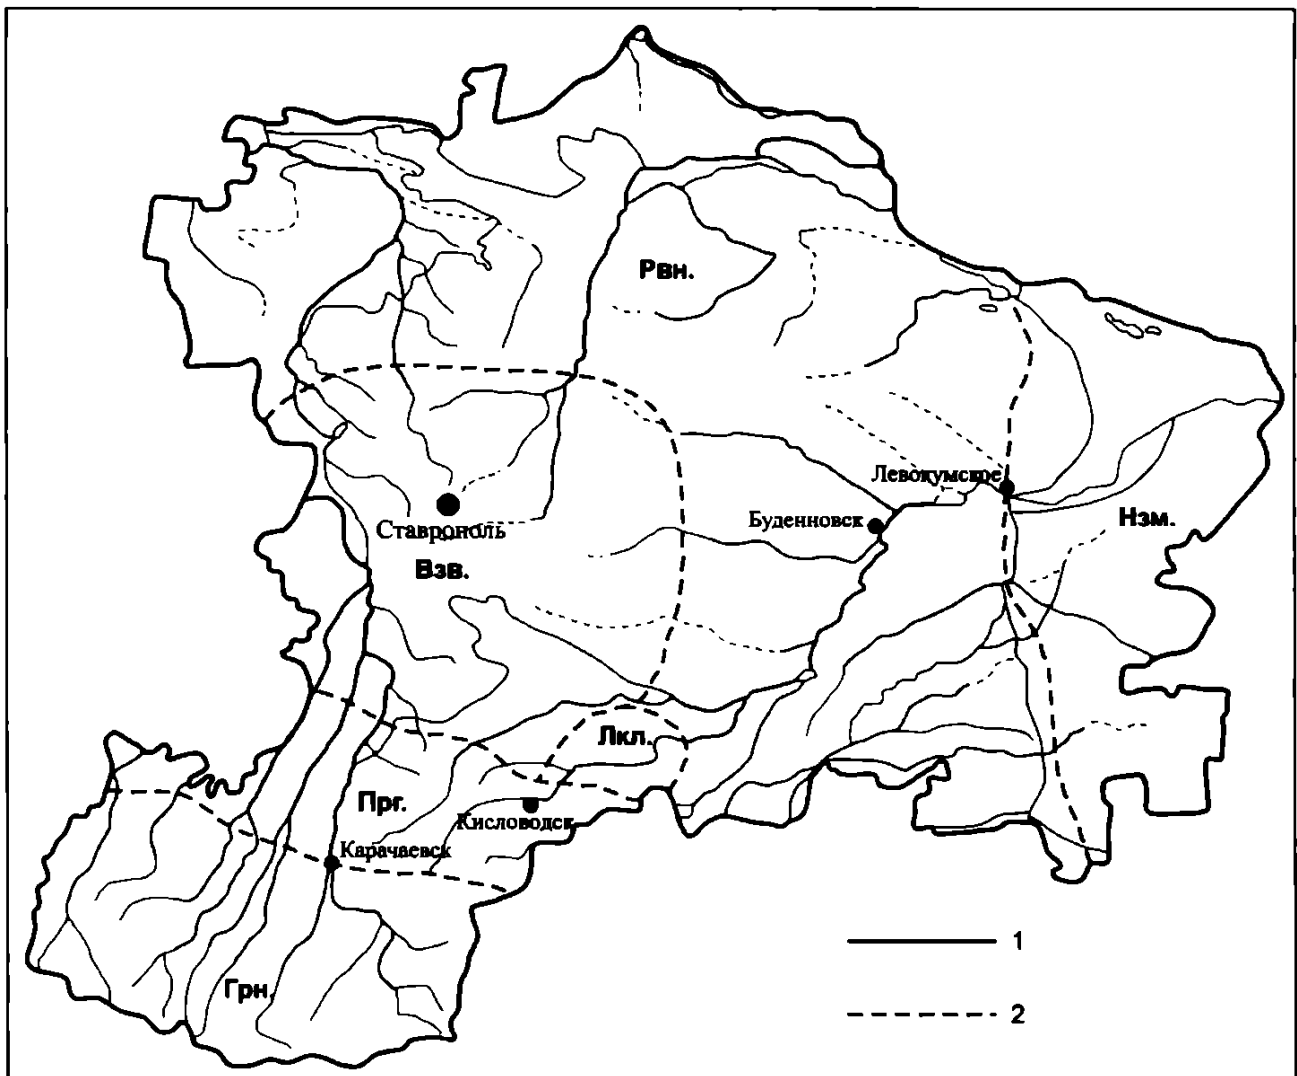 Рвн.
Левокумское
Ставрополь
Буденновск
Нзм.
Взв.
Лкл.
Прг.
Кисловодск
Карачаевск
Грн.
1
2